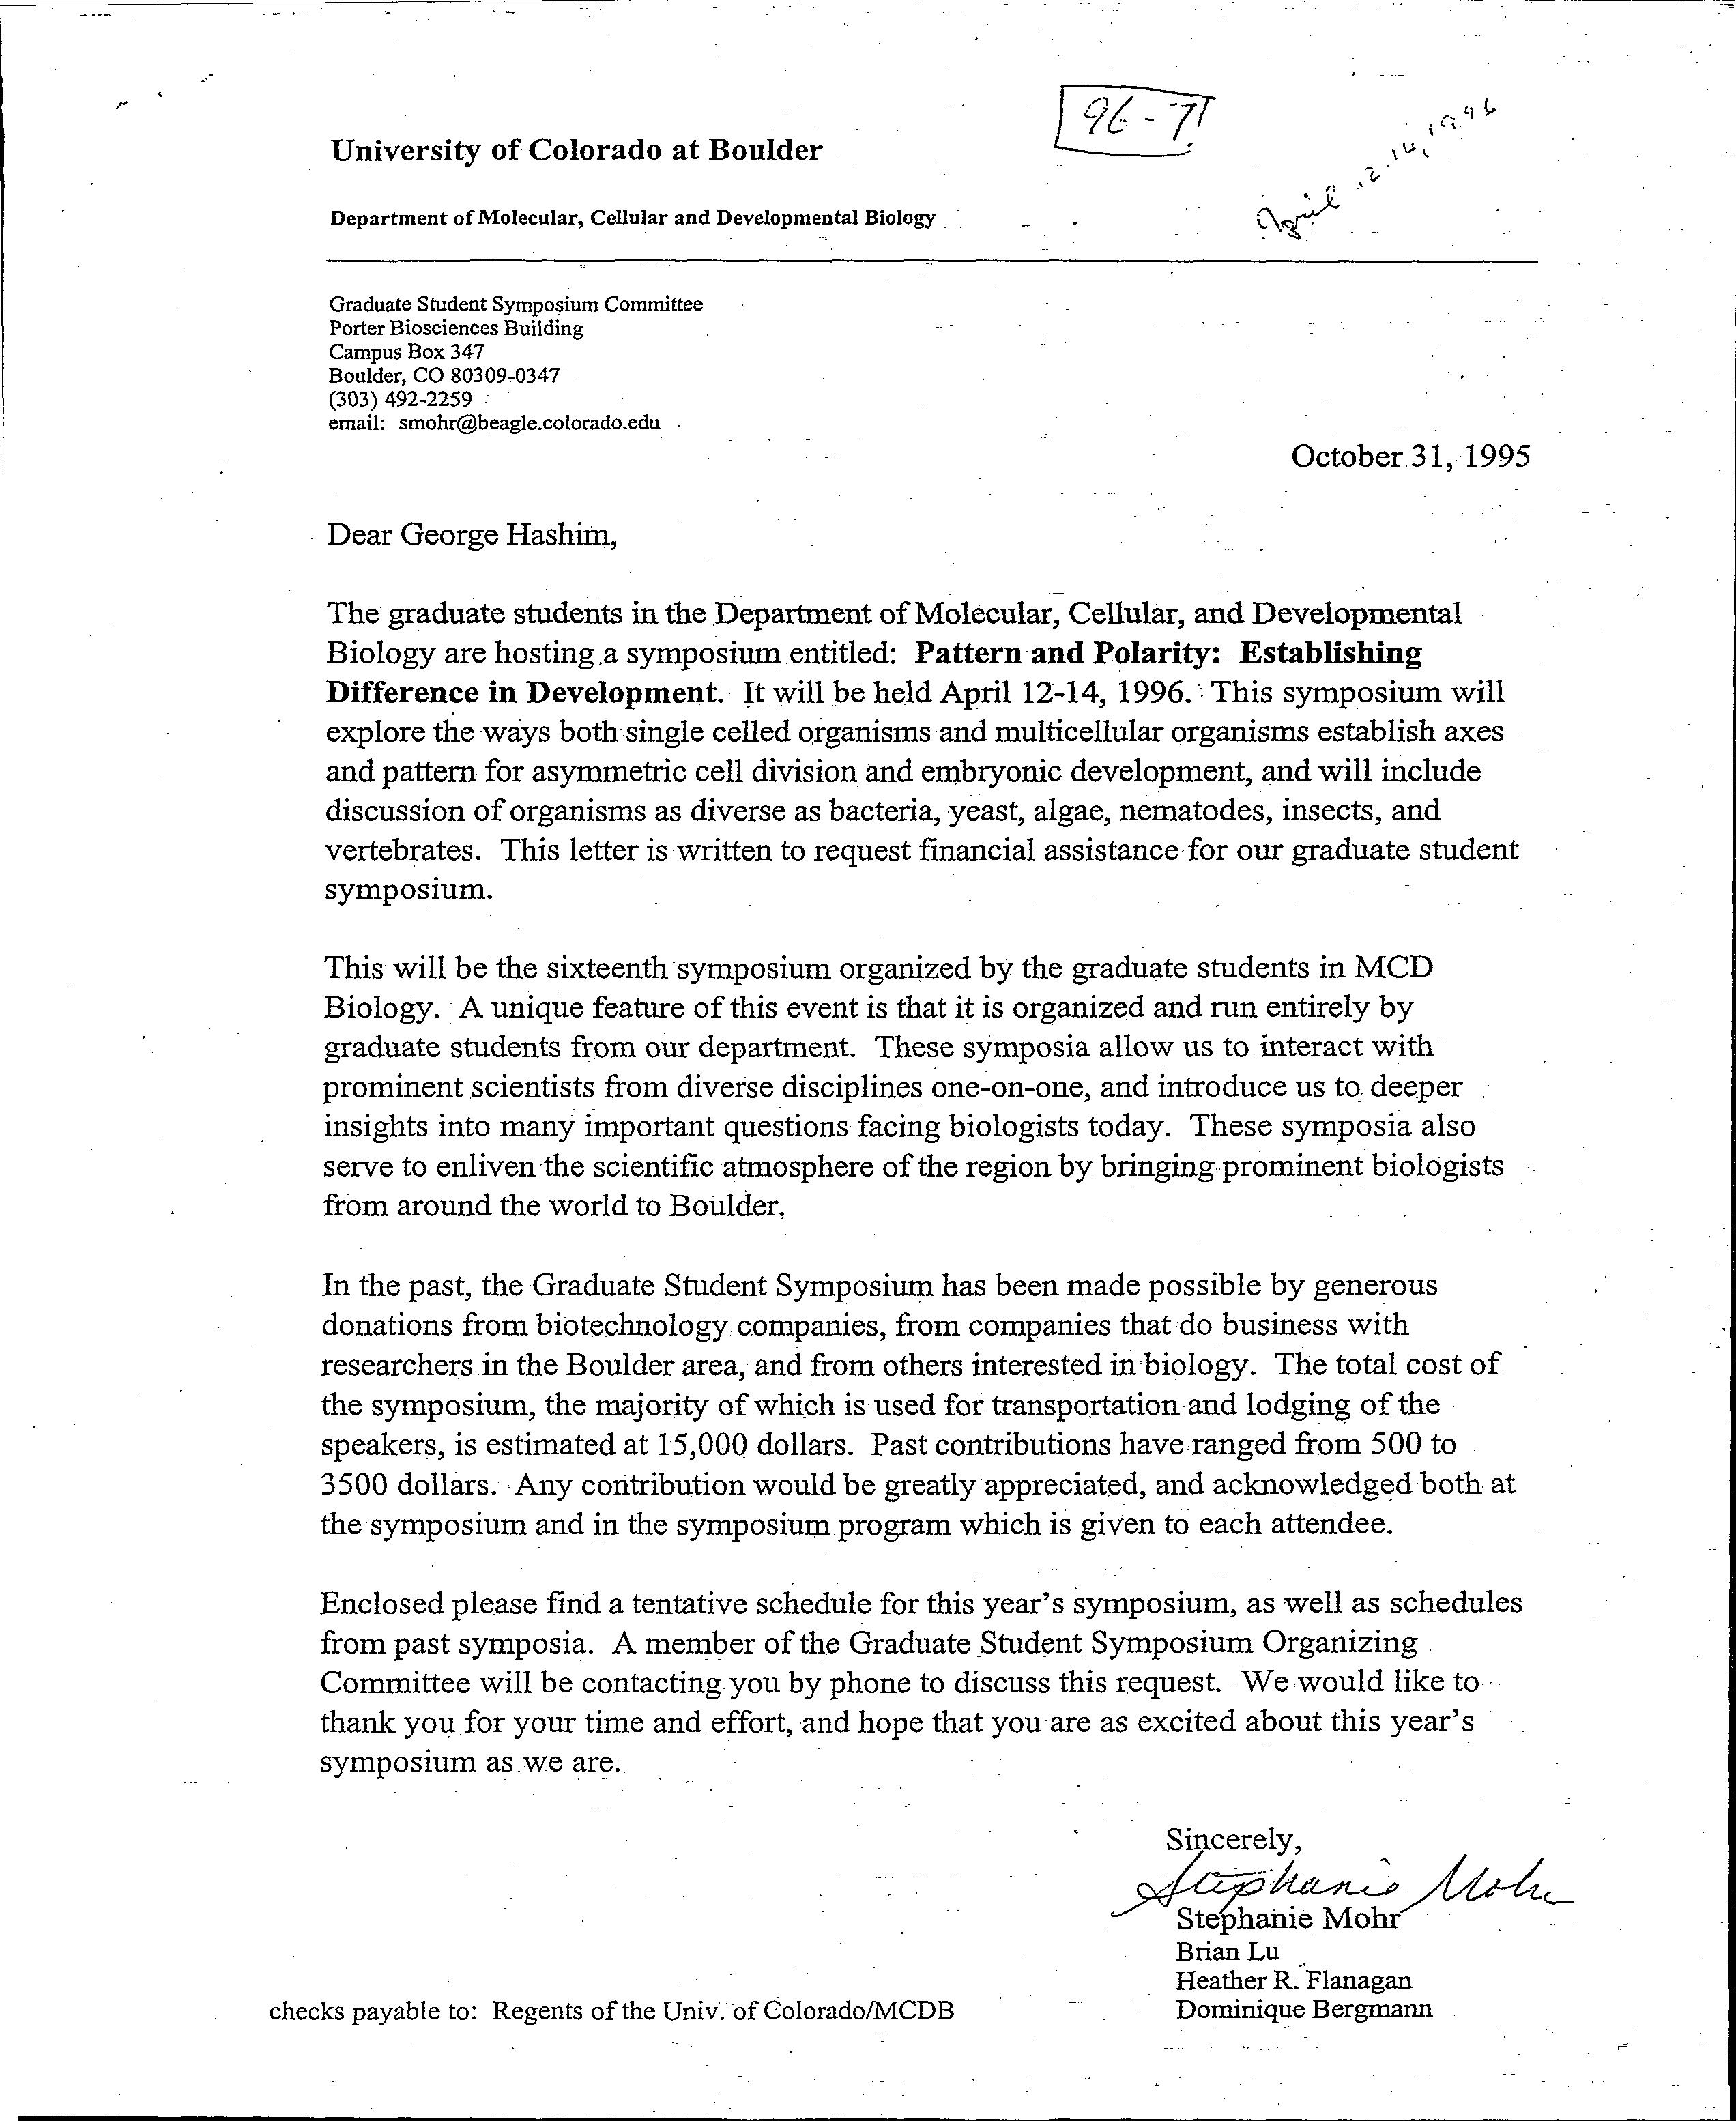 96-71
April 12-14, 1996
University of Colorado at Boulder
Department of Molecular, Cellular and Developmental Biology
Graduate Student Symposium Committee
Porter Biosciences Building
Campus Box 347
Boulder, CO 80309-0347
(303) 492-2259
email: smohr@beagle.colorado.edu
October 31, 1995
Dear George Hashim,
The graduate students in the Department of Molecular, Cellular, and Developmental
Biology are hosting a symposium entitled: Pattern and Polarity: Establishing
Difference in Development. It will be held April 12-14, 1996. This symposium will
explore the ways both single celled organisms and multicellular organisms establish axes
and pattern for asymmetric cell division and embryonic development, and will include
discussion of organisms as diverse as bacteria, yeast, algae, nematodes, insects, and
vertebrates. This letter is written to request financial assistance for our graduate student
symposium.
This will be the sixteenth symposium organized by the graduate students in MCD
Biology. A unique feature of this event is that it is organized and run entirely by
graduate students from our department. These symposia allow us to interact with
prominent scientists from diverse disciplines one-on-one, and introduce us to deeper
insights into many important questions facing biologists today. These symposia also
serve to enliven the scientific atmosphere of the region by bringing prominent biologists
from around the world to Boulder.
In the past, the Graduate Student Symposium has been made possible by generous
donations from biotechnology companies, from companies that do business with
researchers in the Boulder area, and from others interested in biology. The total cost of
the symposium, the majority of which is used for transportation and lodging of the
speakers, is estimated at 15,000 dollars. Past contributions have ranged from 500 to
3500 dollars. Any contribution would be greatly appreciated, and acknowledged both at
the symposium and in the symposium program which is given to each attendee.
Enclosed please find a tentative schedule for this year's symposium, as well as schedules
from past symposia. A member of the Graduate Student Symposium Organizing
Committee will be contacting you by phone to discuss this request. We would like to
thank you for your time and effort, and hope that you are as excited about this year's
symposium as we are.
Sincerely,
Stephanie Mohr
Stephanie Mohr
Brian Lu
Heather R. Flanagan
Dominique Bergmann
checks payable to: Regents of the Univ. of Colorado/MCDB